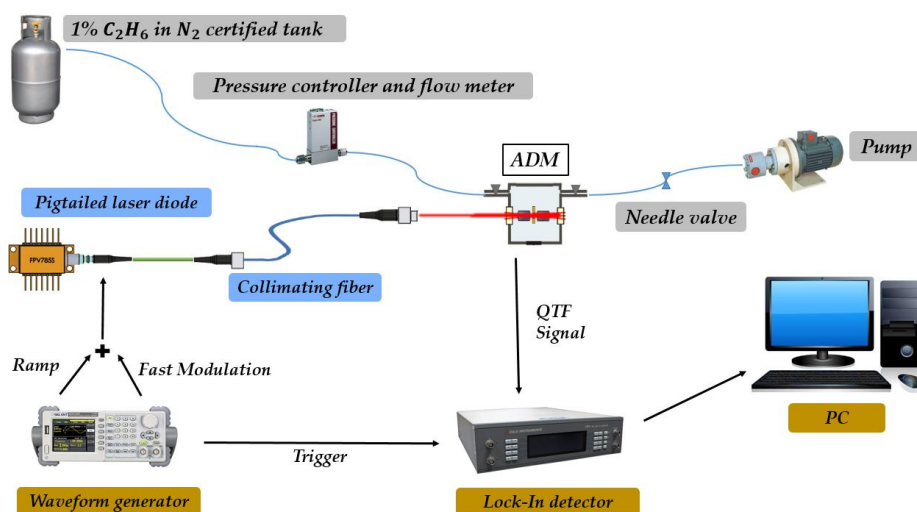 1% C₂H₆ in N₂ certified tank
Pressure controller and flow meter
ADM
Pump
Needle valve
Pigtailed laser diode
FPV785S
Collimating fiber
QTF
Signal
Ramp
+
Fast Modulation
Trigger
PC
Waveform generator
Lock-In detector